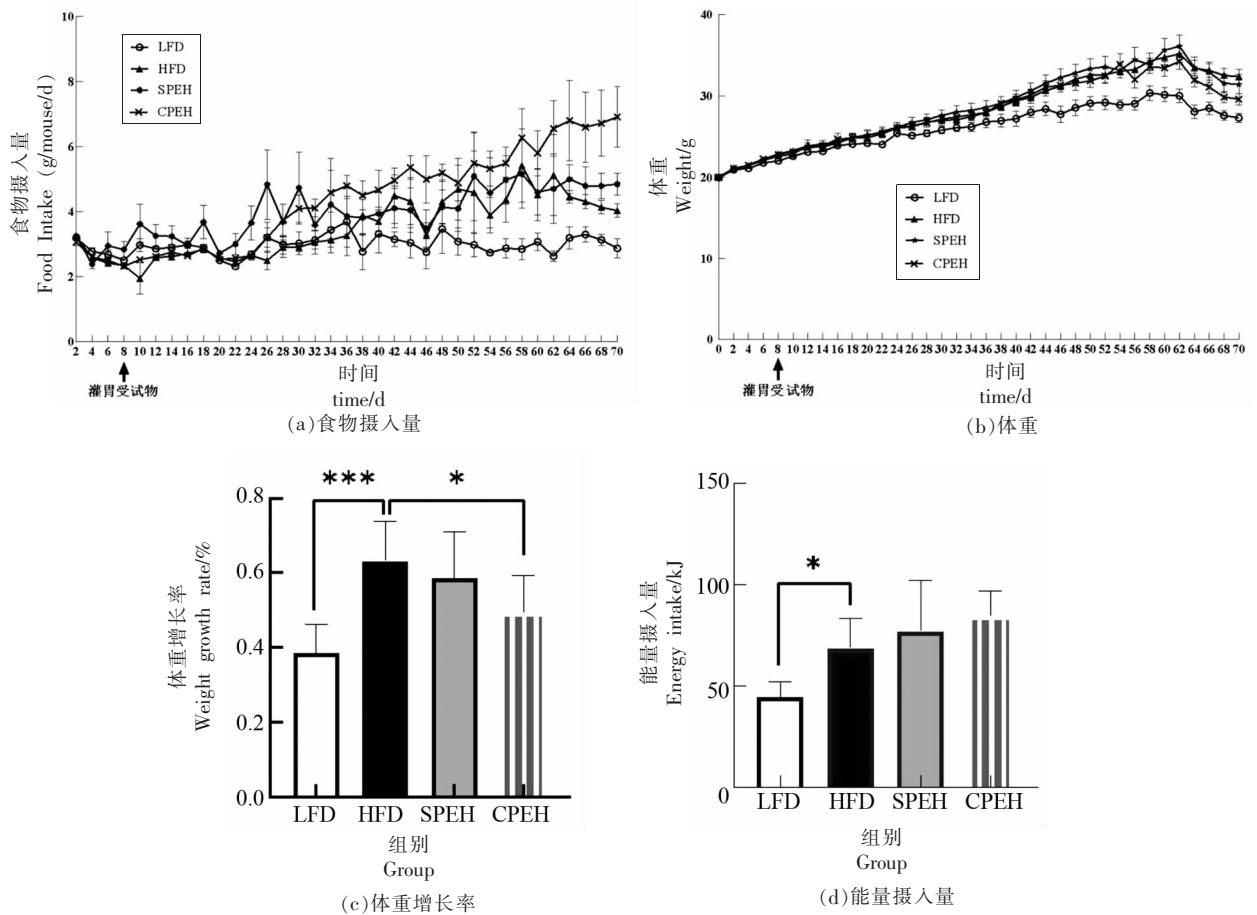 食物摄入量
Food Intake (g/mouse/d)
10
8
6
4
2
0
LFD
HFD
SPEH
CPEH
2 4 6 8 10 12 14 16 18 20 22 24 26 28 30 32 34 36 38 40 42 44 46 48 50 52 54 56 58 60 62 64 66 68 70
灌胃受试物
时间
time/d
(a)食物摄入量
体重
Weight/g
40
30
20
10
0
LFD
HFD
SPEH
CPEH
0 2 4 6 8 10 12 14 16 18 20 22 24 26 28 30 32 34 36 38 40 42 44 46 48 50 52 54 56 58 60 62 64 66 68 70
灌胃受试物
时间
time/d
(b)体重
体重增长率
Weight growth rate/%
0.8
0.6
0.4
0.2
0.0
*** *
LFD HFD SPEH CPEH
组别
Group
(c)体重增长率
能量摄入量
Energy intake/kJ
150
100
50
0
*
LFD HFD SPEH CPEH
组别
Group
(d)能量摄入量